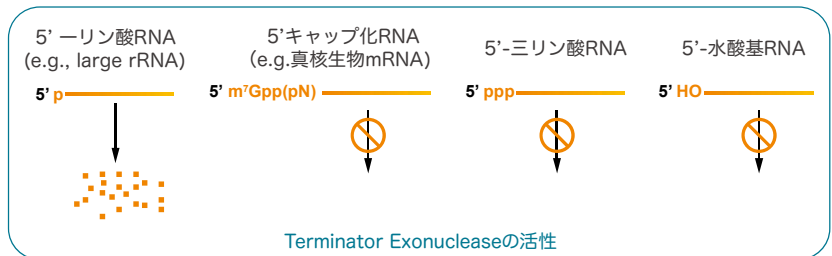 5' 一リン酸RNA
(e.g., large rRNA)
5'キャップ化RNA
（e.g.真核生物mRNA)
5'-三リン酸RNA
5'-水酸基RNA
5' p
5' m⁷Gpp(pN)
5' ppp
5' HO
Terminator Exonucleaseの活性